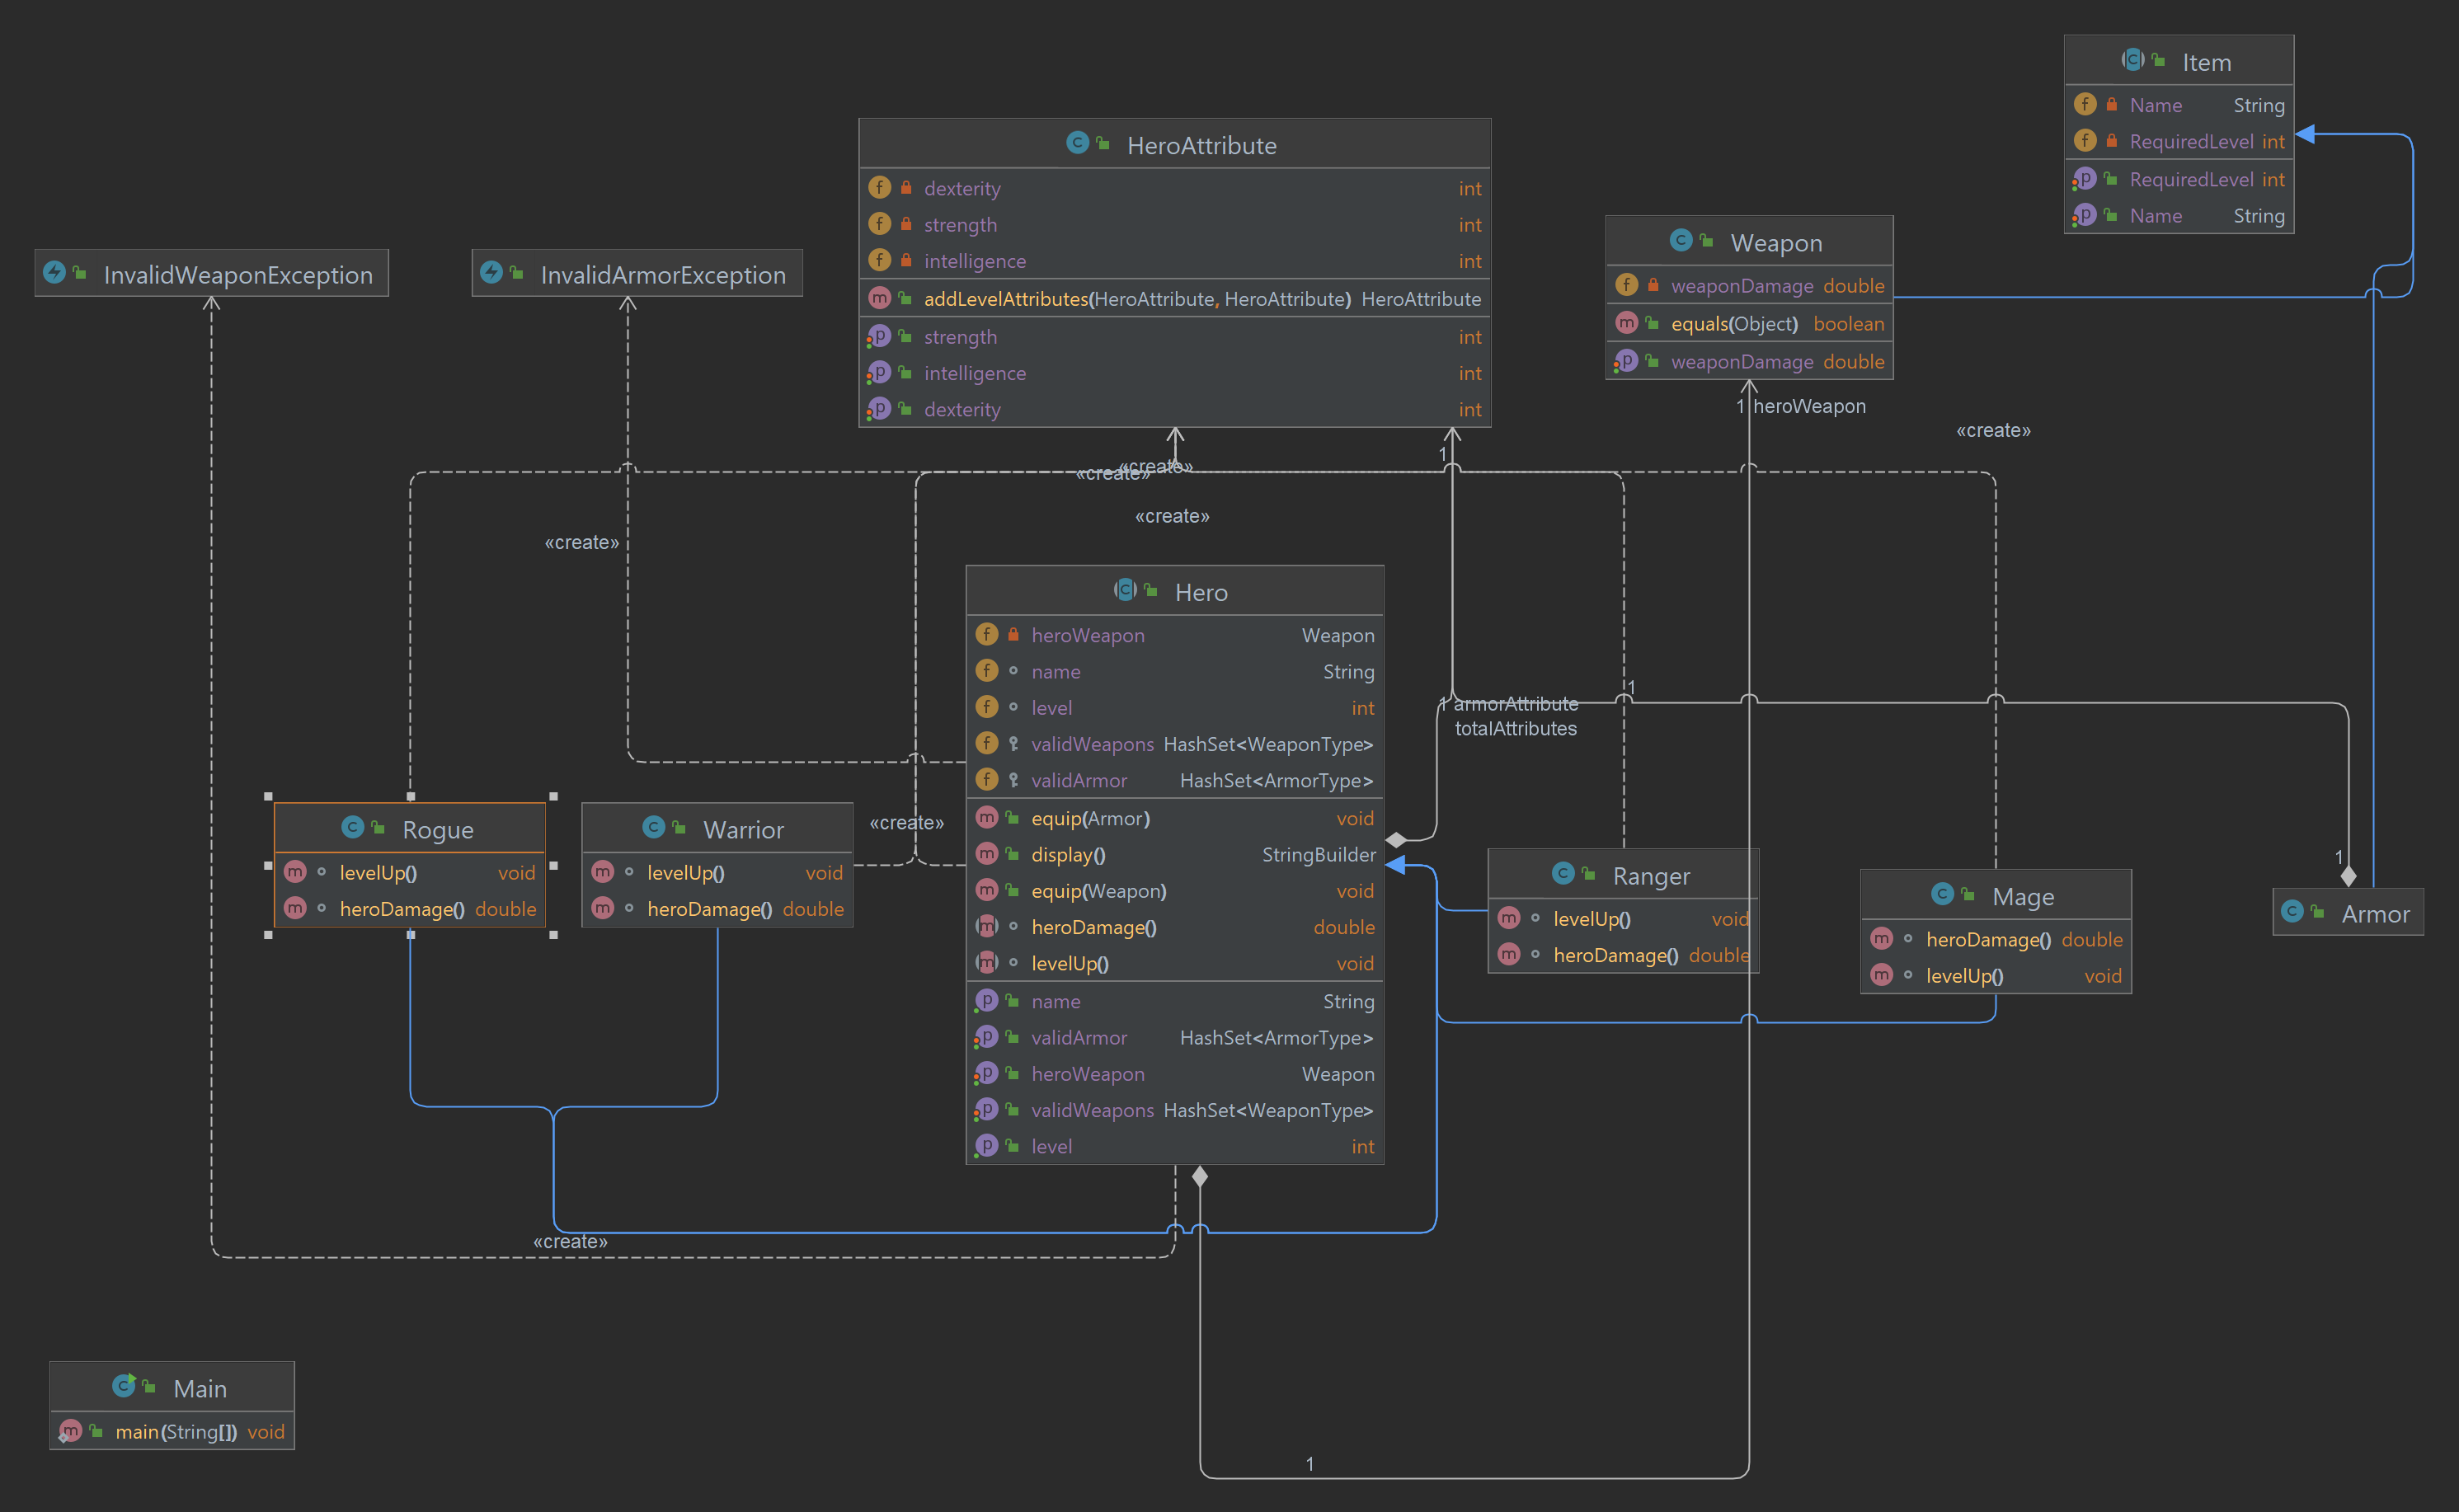 Item
Name String
RequiredLevel int
RequiredLevel int
Name String
HeroAttribute
dexterity int
strength int
intelligence int
addLevelAttributes(HeroAttribute, HeroAttribute) HeroAttribute
strength int
intelligence int
dexterity int
Weapon
weaponDamage double
equals(Object) boolean
weaponDamage double
InvalidWeaponException
InvalidArmorException
1 heroWeapon
«create»
1
«create»
«create»
«create»
«create»
Hero
heroWeapon Weapon
name String
level int
validWeapons HashSet<WeaponType>
validArmor HashSet<ArmorType>
equip(Armor) void
display() StringBuilder
equip(Weapon) void
heroDamage() double
levelUp() void
name String
validArmor HashSet<ArmorType>
heroWeapon Weapon
validWeapons HashSet<WeaponType>
level int
1
1 armorAttribute
totalAttributes
Rogue
levelUp() void
heroDamage() double
Warrior
levelUp() void
heroDamage() double
«create»
Ranger
levelUp() void
heroDamage() double
Mage
heroDamage() double
levelUp() void
1
Armor
«create»
Main
main(String[]) void
1